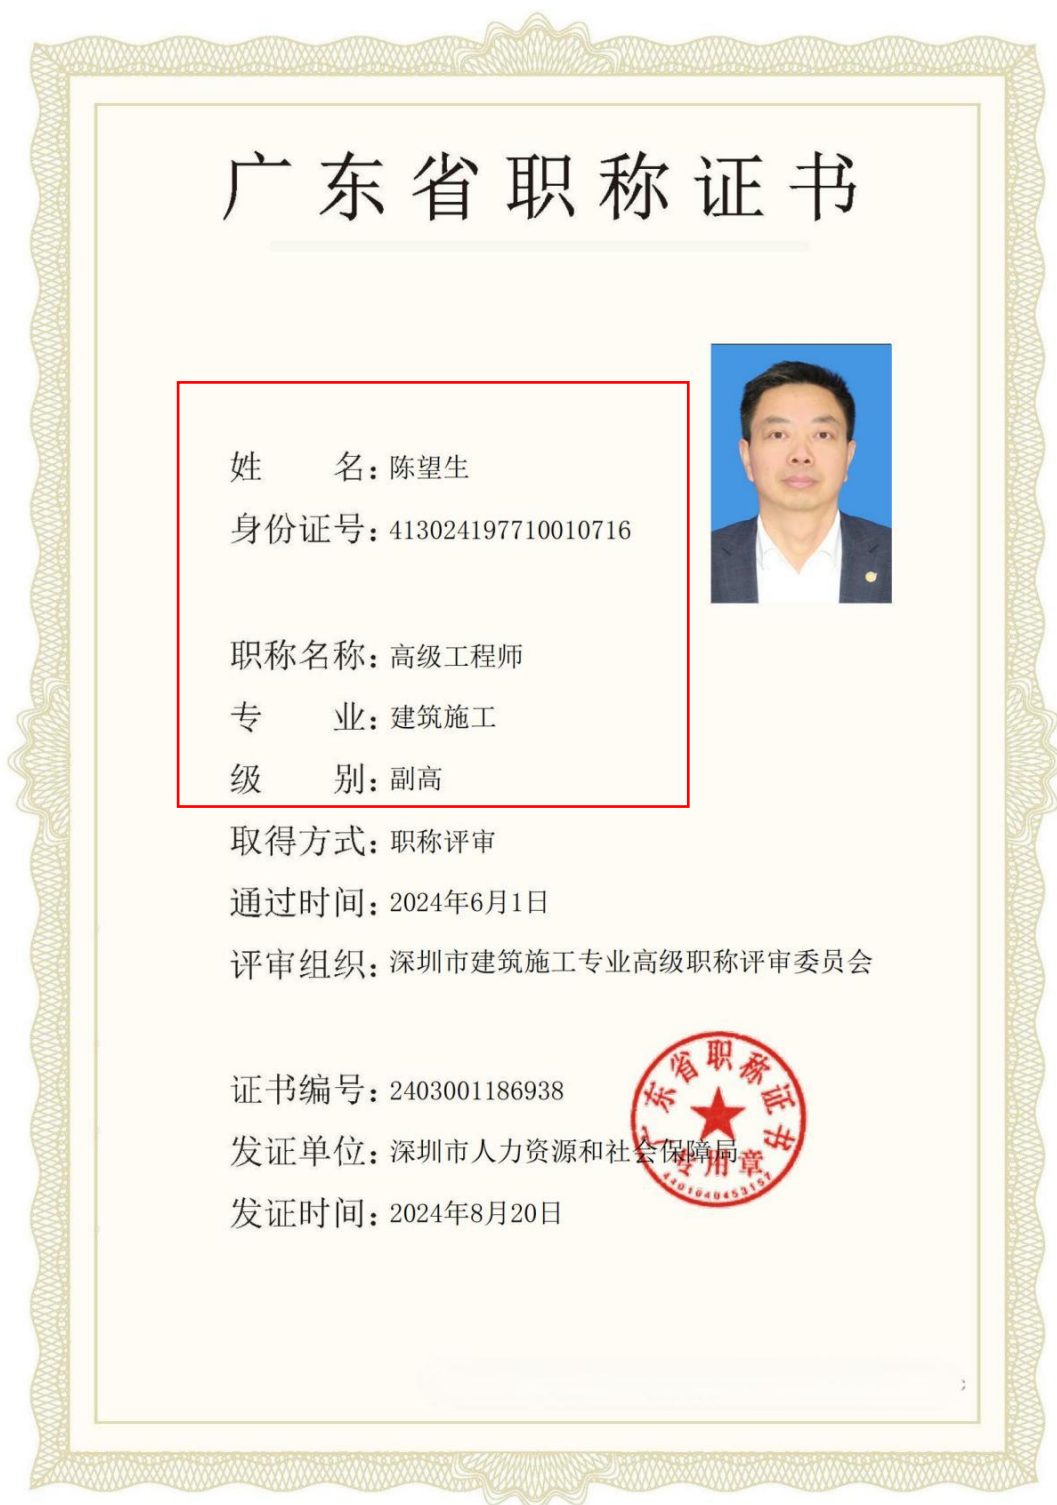 广东省职称证书
姓 名：陈望生
身份证号：413024197710010716
职称名称：高级工程师
专 业：建筑施工
级 别：副高
取得方式：职称评审
通过时间：2024年6月1日
评审组织：深圳市建筑施工专业高级职称评审委员会
证书编号：2403001186938
发证单位：深圳市人力资源和社会保障局
发证时间：2024年8月20日
广东省职称证书
专用章
4401040453157